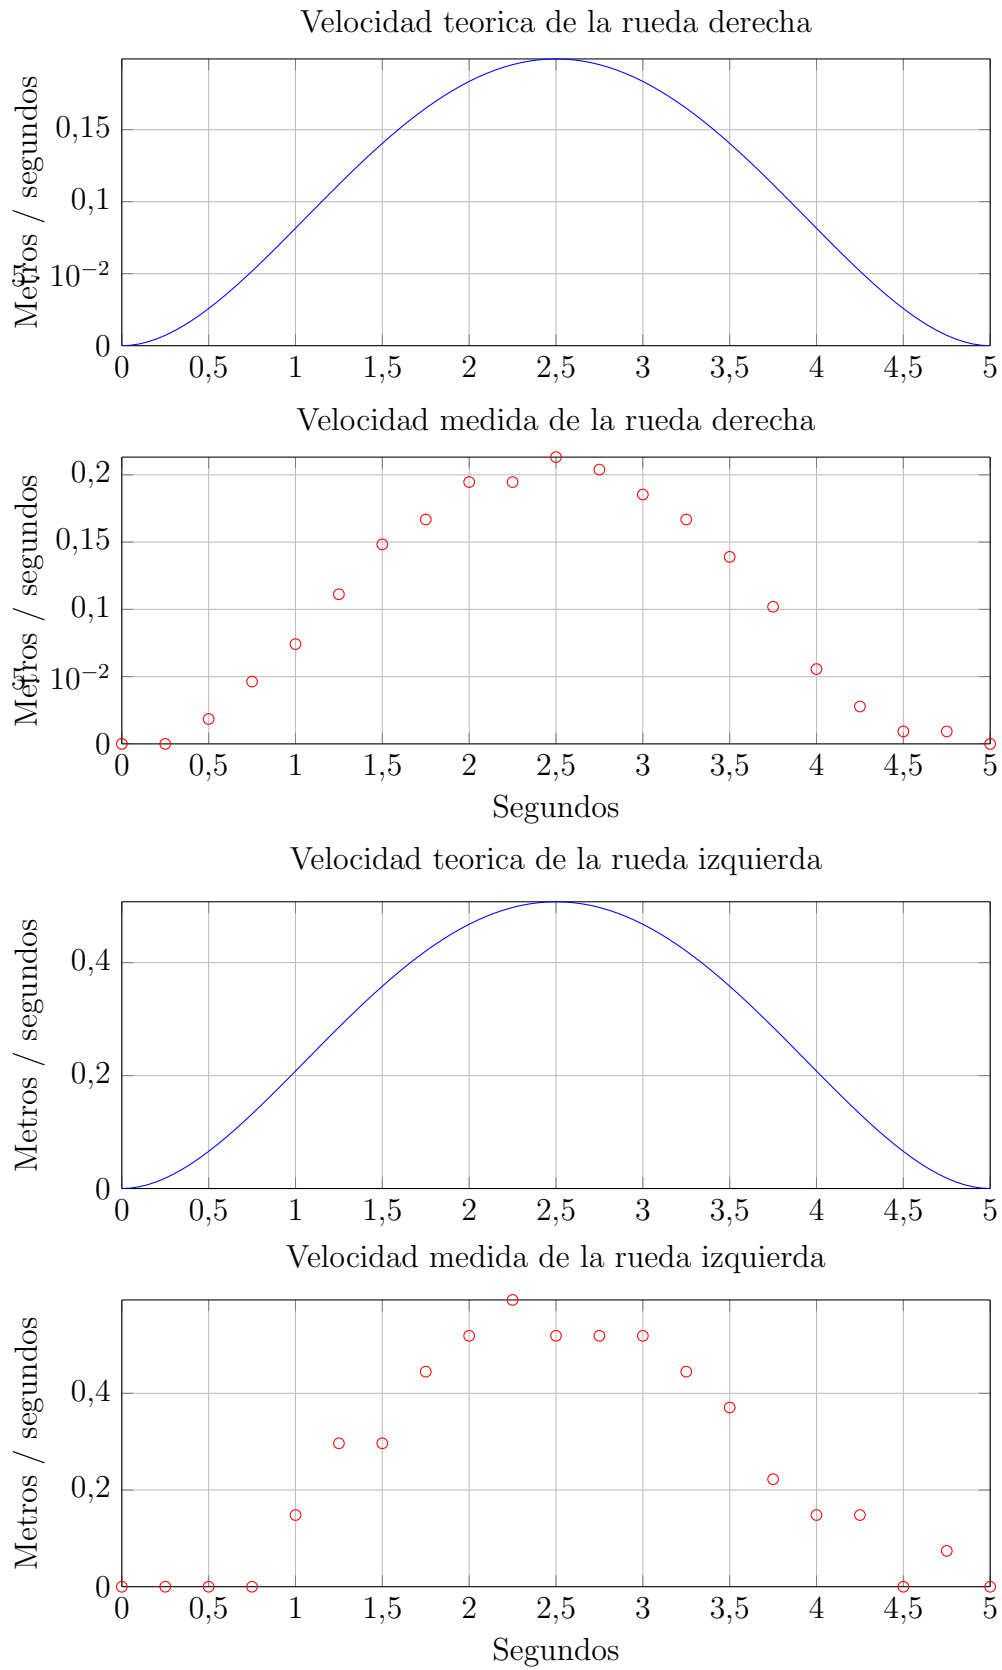 Velocidad teorica de la rueda derecha
Metros / segundos
0,15
0,1
10⁻²
0
0 0,5 1 1,5 2 2,5 3 3,5 4 4,5 5
Velocidad medida de la rueda derecha
Metros / segundos
0,2
0,15
0,1
10⁻²
0
0 0,5 1 1,5 2 2,5 3 3,5 4 4,5 5
Segundos
Velocidad teorica de la rueda izquierda
Metros / segundos
0,4
0,2
0
0 0,5 1 1,5 2 2,5 3 3,5 4 4,5 5
Velocidad medida de la rueda izquierda
Metros / segundos
0,4
0,2
0
0 0,5 1 1,5 2 2,5 3 3,5 4 4,5 5
Segundos